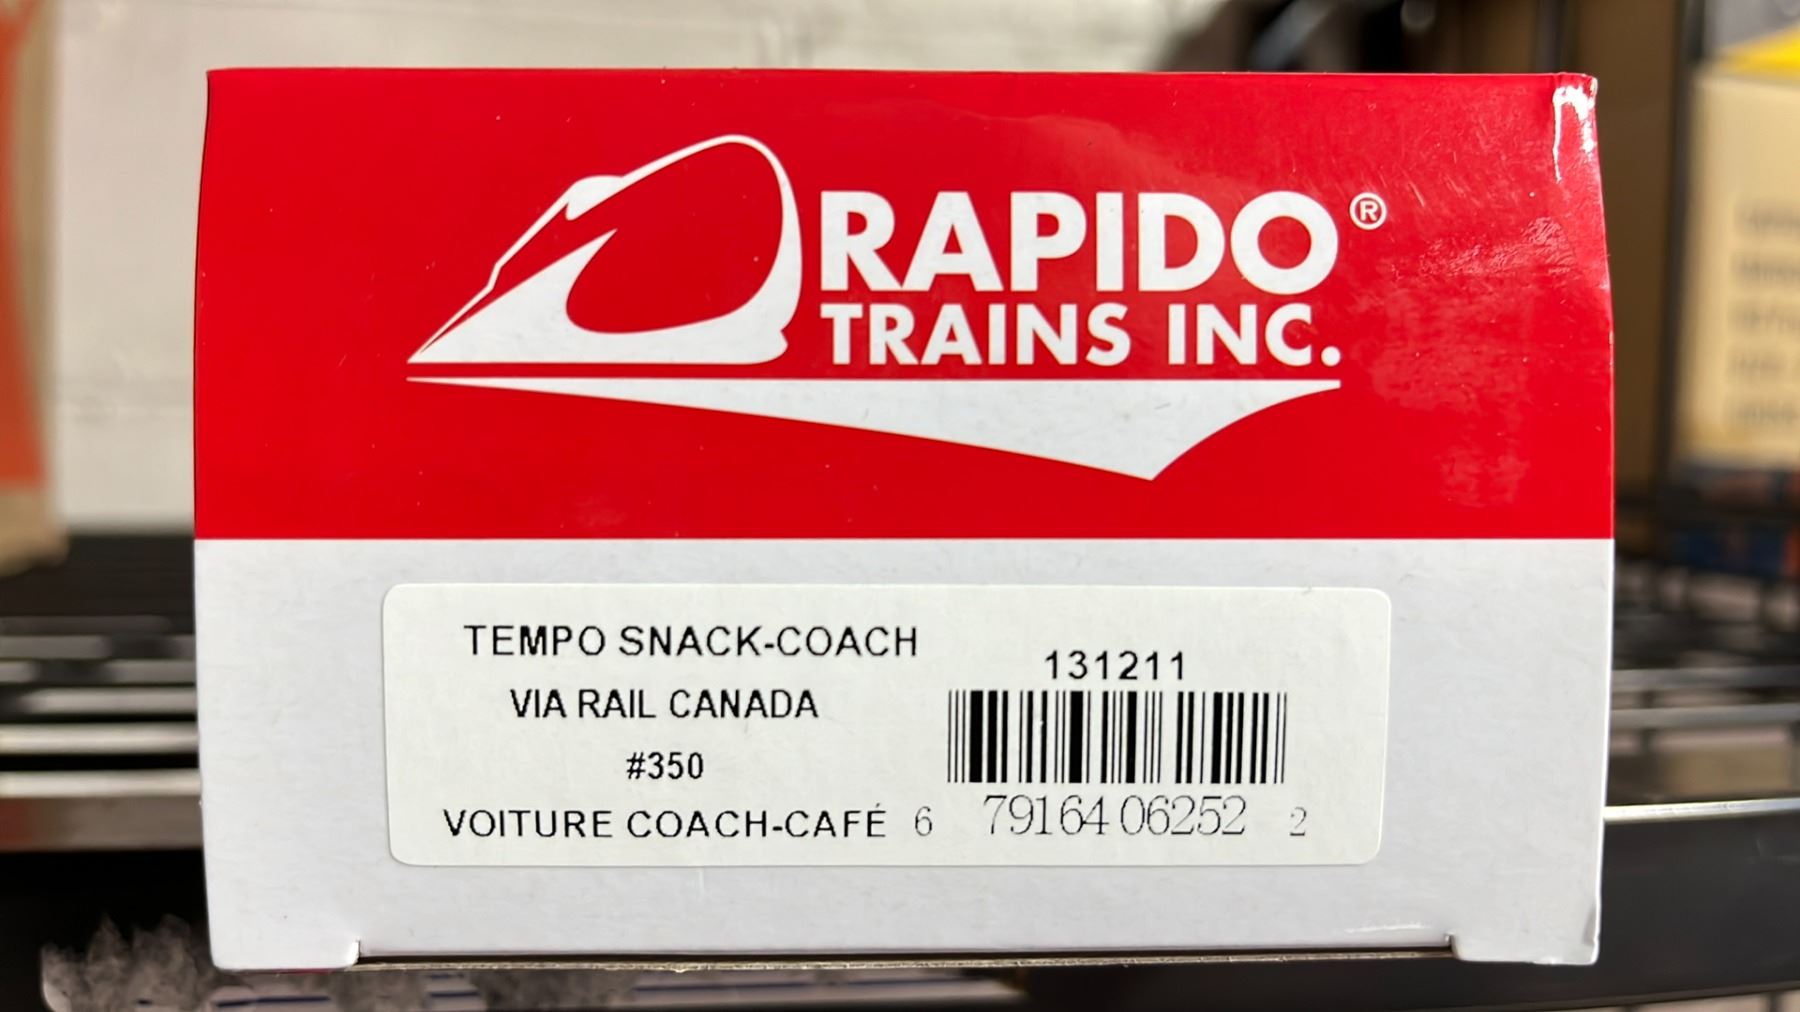 RAPIDO®
TRAINS INC.
TEMPO SNACK-COACH
VIA RAIL CANADA
#350
VOITURE COACH-CAFÉ
131211
6 79164 06252 2